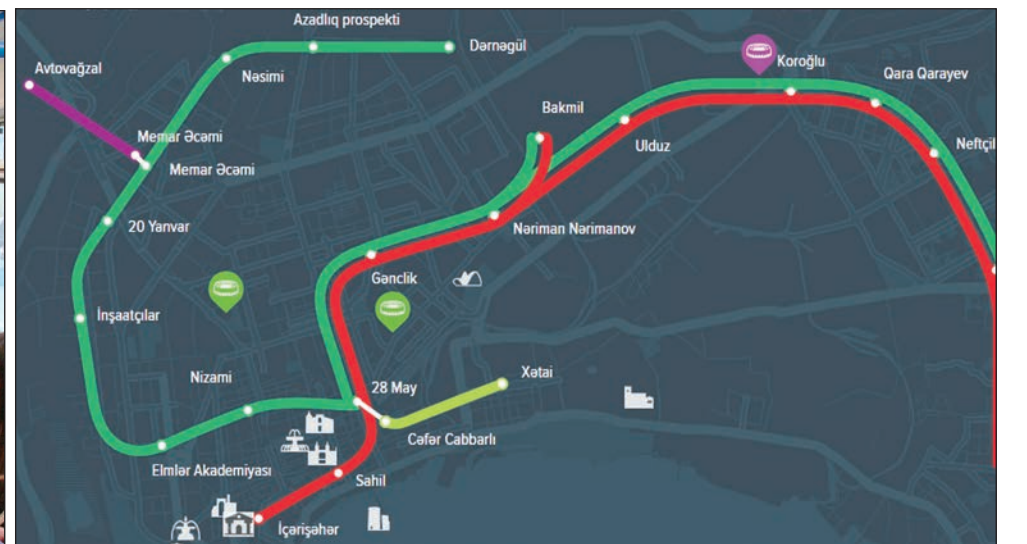 Azadlıq prospekti
Dərnəgül
Nəsimi
Avtovağzal
Koroğlu
Qara Qarayev
Bakmil
Memar Əcəmi
Memar Əcəmi
Ulduz
20 Yanvar
Nəriman Nərimanov
Gənclik
İnşaatçılar
Nizami
Xətai
28 May
Cəfər Cabbarlı
Elmlər Akademiyası
Sahil
İçərişəhər